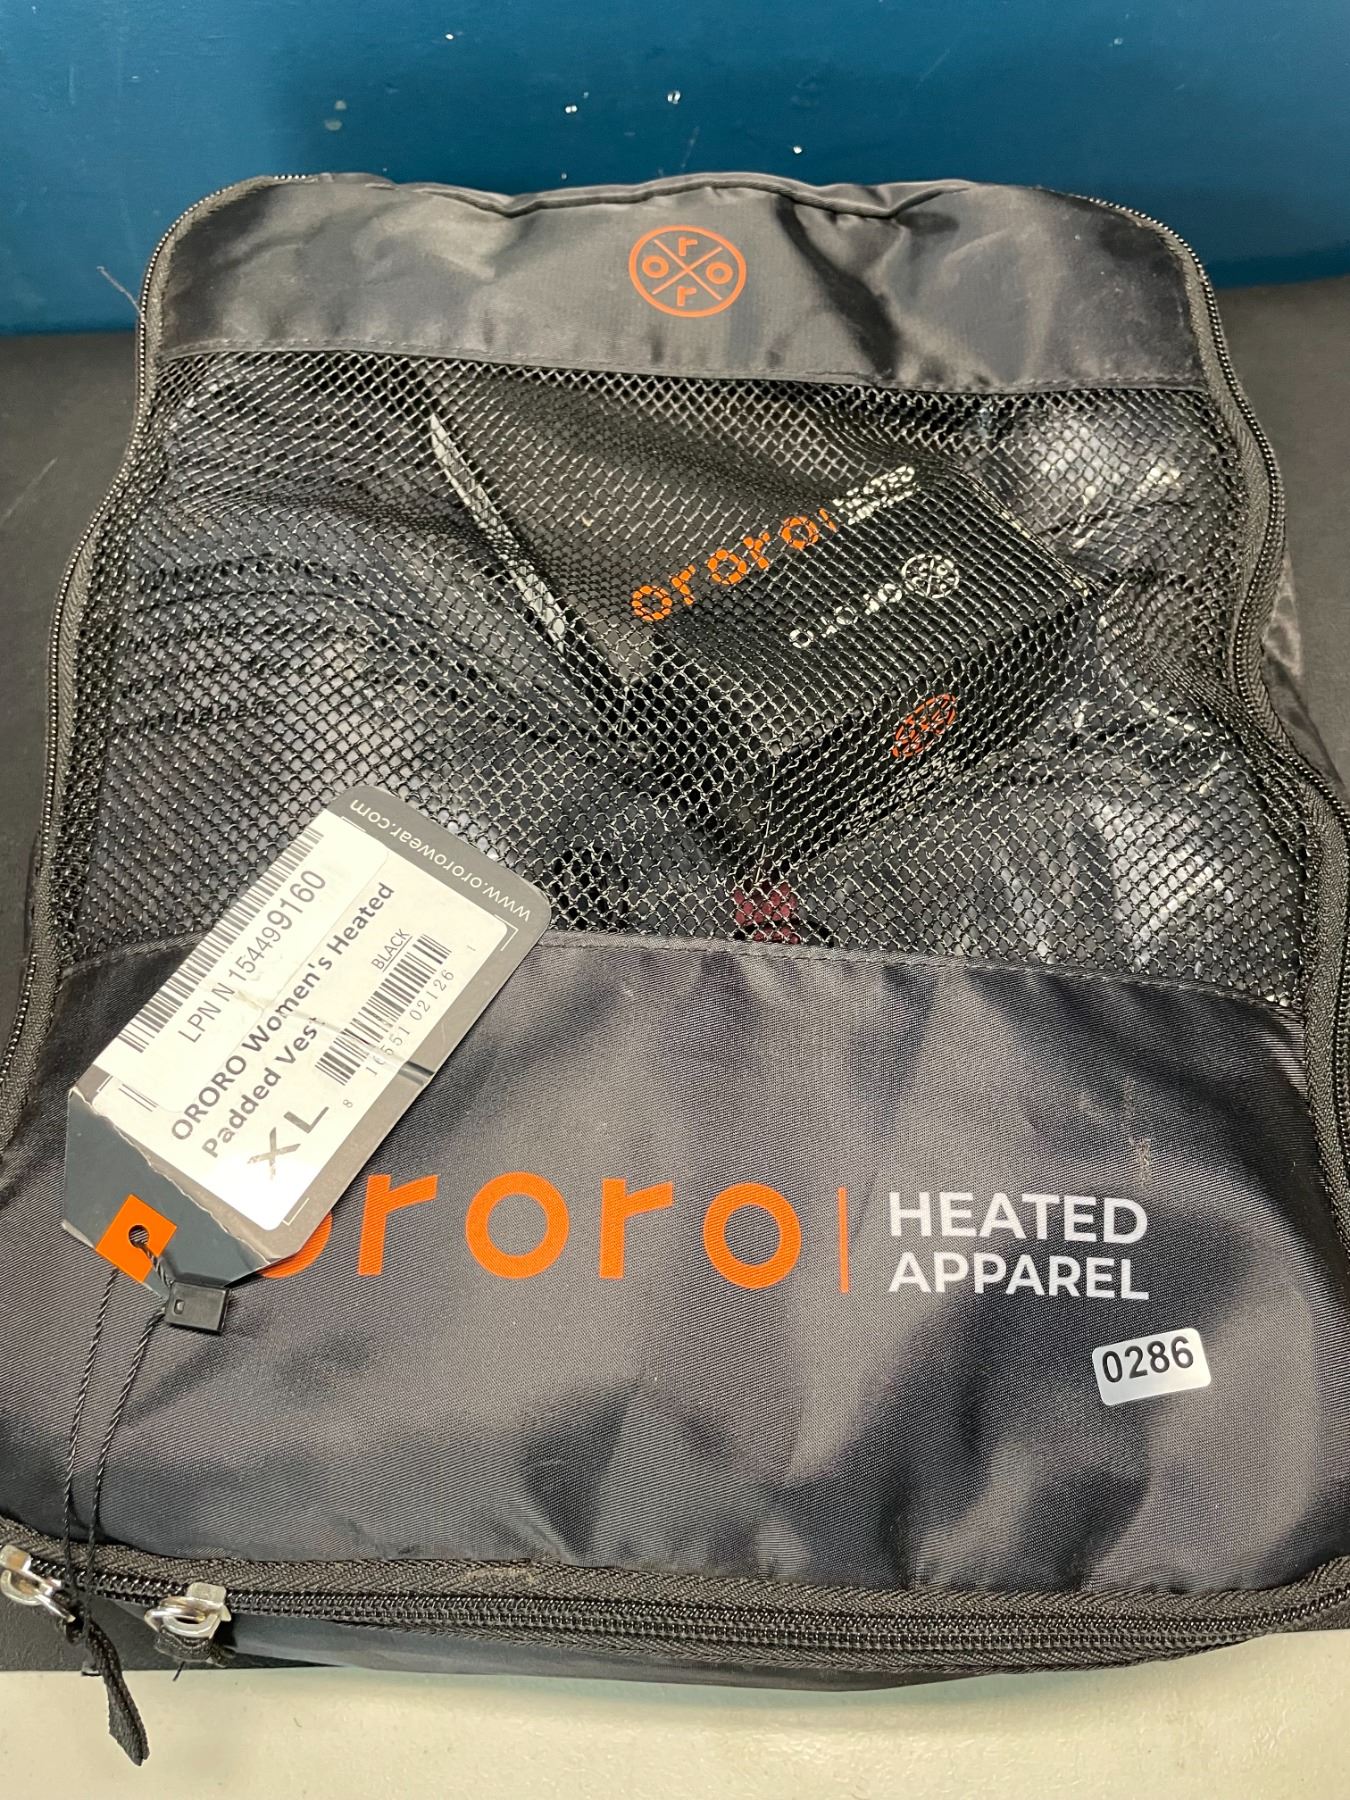 r
o o
r
ororo
ororo
www.ororowear.com
LPN N 154499160
ORORO Women's Heated
Padded Vest
BLACK
XL
ororo | HEATED
APPAREL
0286